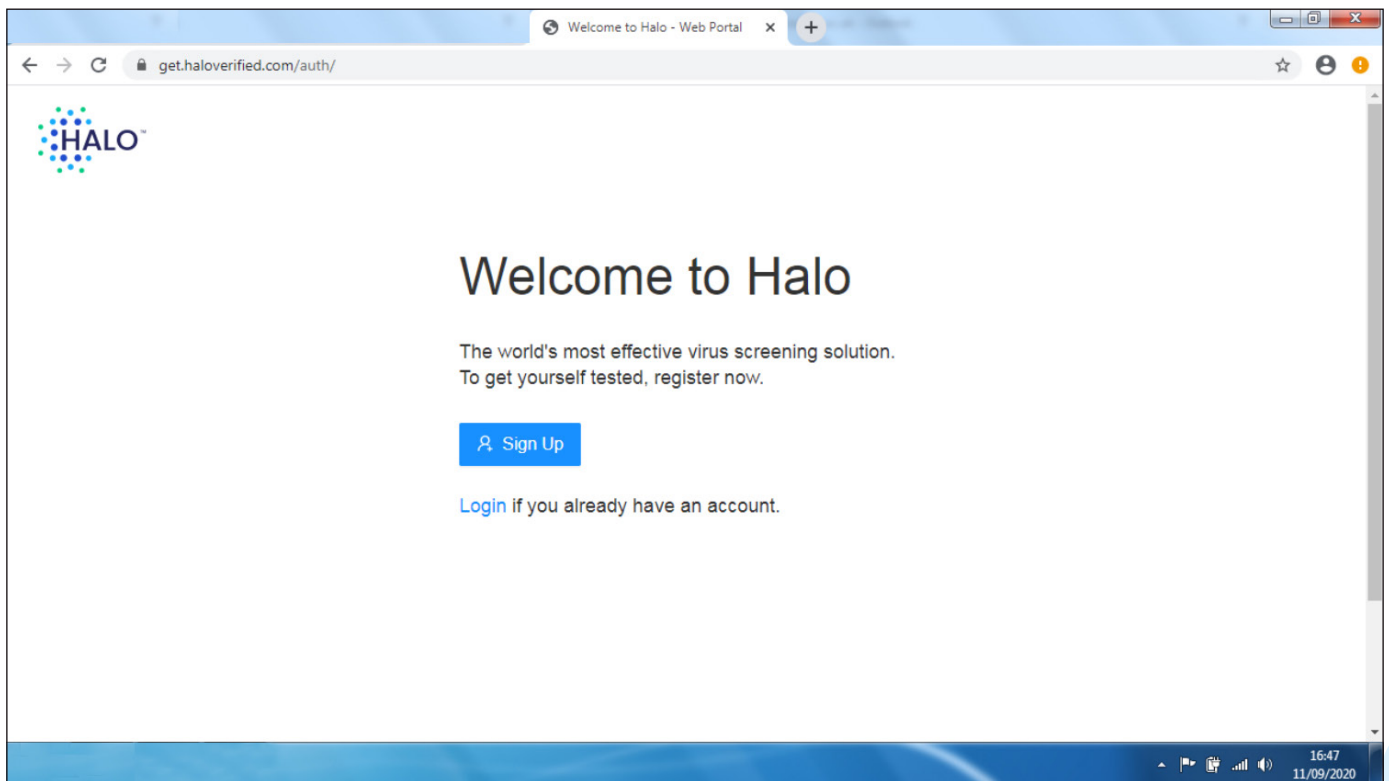 Welcome to Halo - Web Portal
get.haloverified.com/auth/
HALO™
Welcome to Halo
The world's most effective virus screening solution.
To get yourself tested, register now.
Sign Up
Login if you already have an account.
16:47
11/09/2020